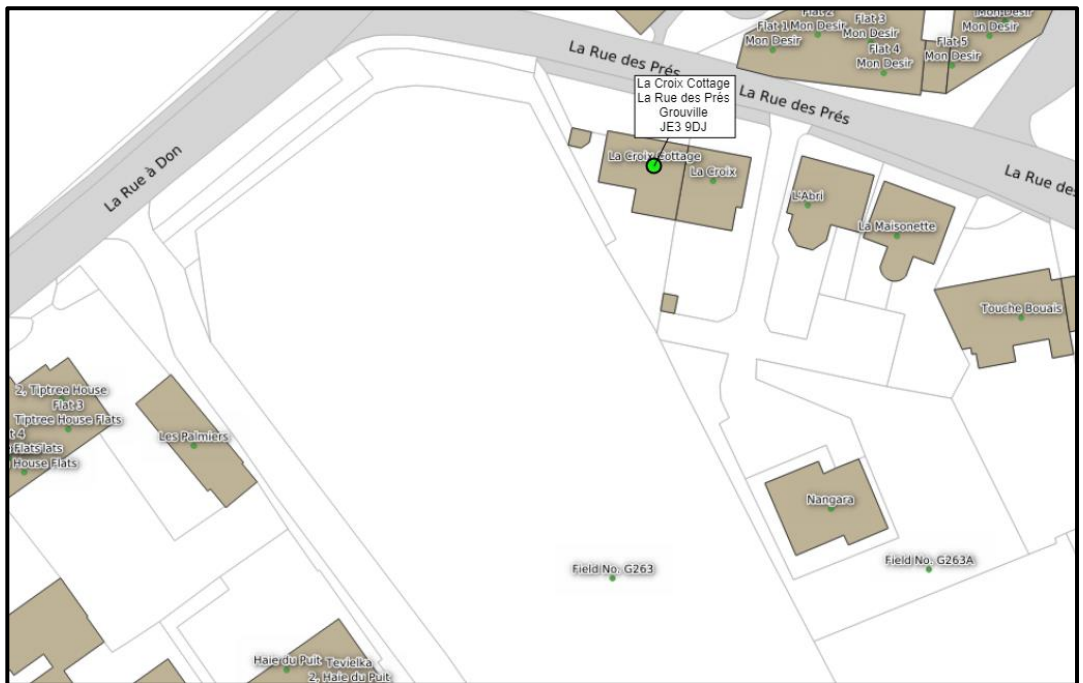 Flat 2
Flat 1 Mon Desir
Mon Desir
Flat 3
Mon Desir
Flat 4
Mon Desir
Mon Desir
Flat 5
Mon Desir
La Rue des Prés
La Rue des Prés
La Rue des
La Croix Cottage
La Rue des Prés
Grouville
JE3 9DJ
La Rue à Don
La Croix Cottage
La Croix
L'Abri
La Maisonette
Touche Bouais
2, Tiptree House
Flat 3
Tiptree House Flats
t 4
House Flats
Les Palmiers
Nangara
Field No. G263
Field No. G263A
Haie du Puit
Tevielka
2, Haie du Puit